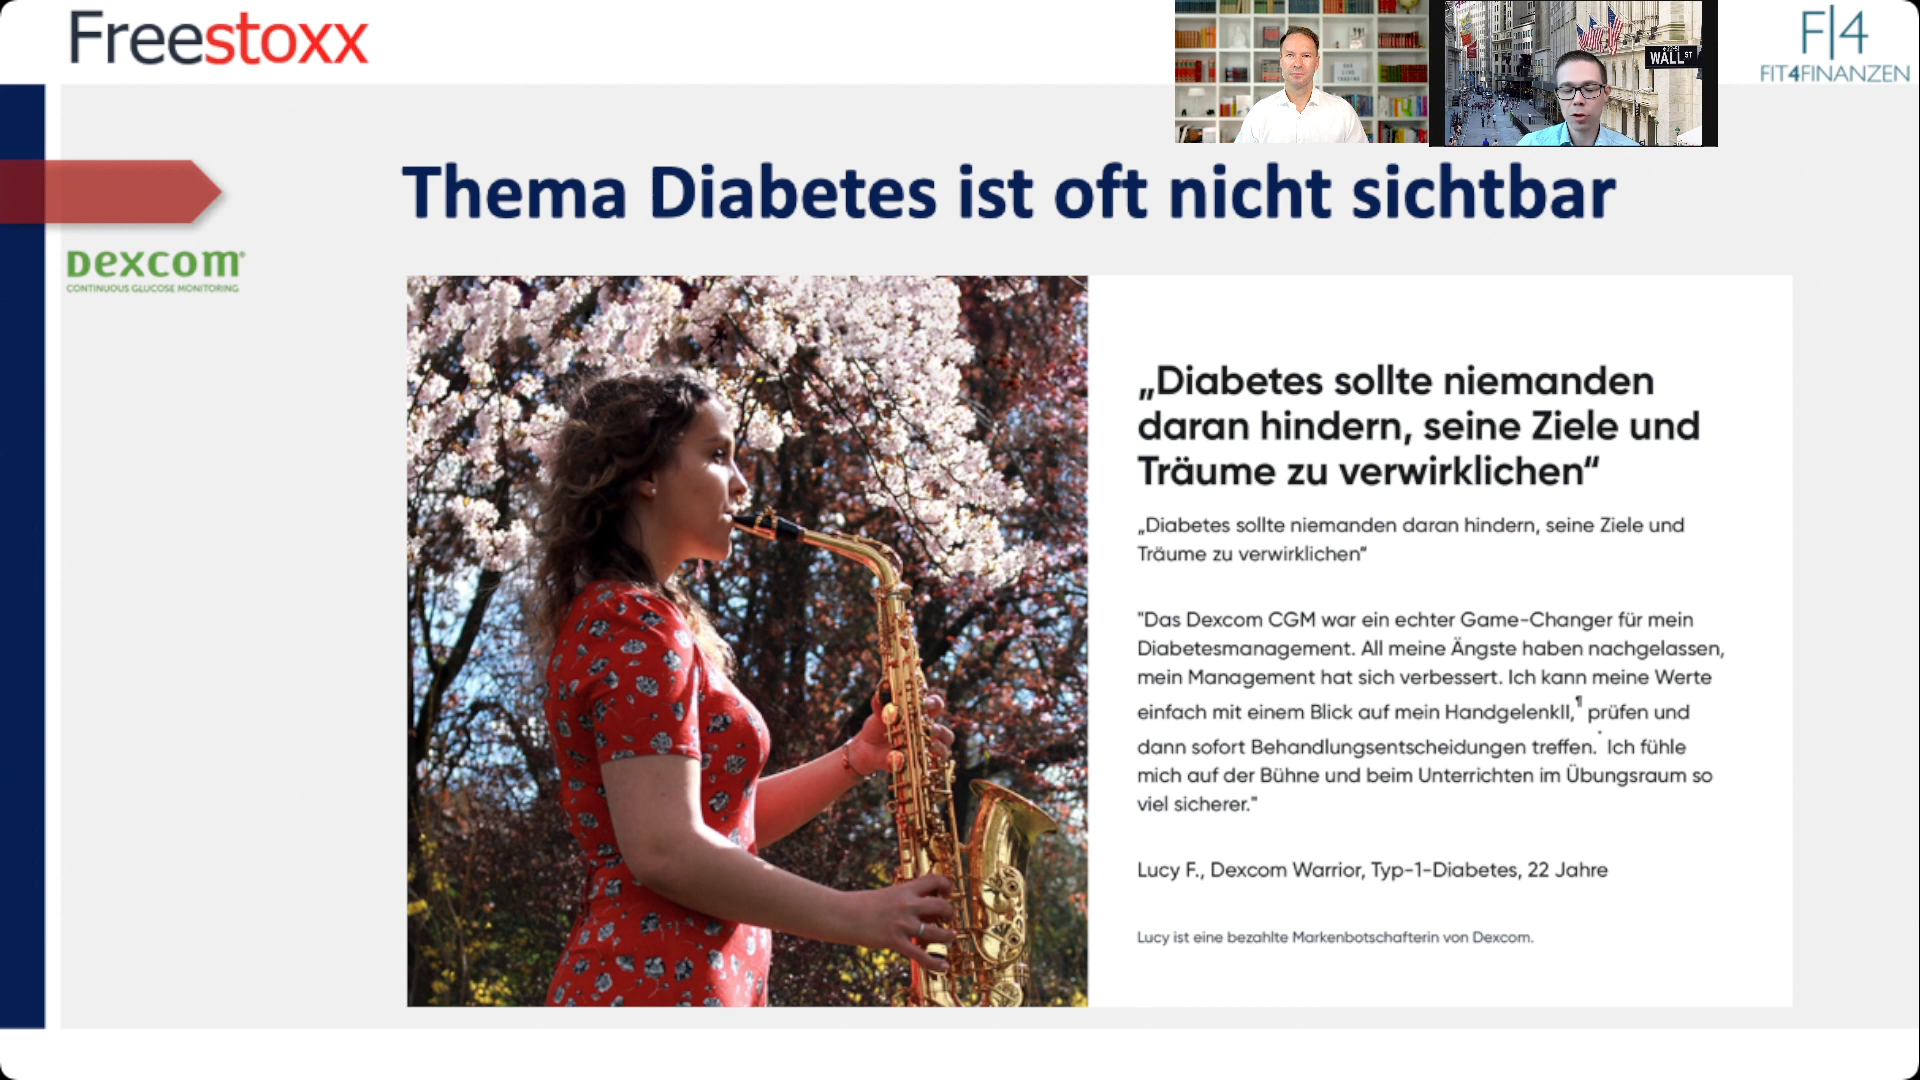 Freestoxx
WALL ST
F|4
FIT4FINANZEN
Thema Diabetes ist oft nicht sichtbar
Dexcom®
CONTINUOUS GLUCOSE MONITORING
„Diabetes sollte niemanden
daran hindern, seine Ziele und
Träume zu verwirklichen“
„Diabetes sollte niemanden daran hindern, seine Ziele und
Träume zu verwirklichen“
"Das Dexcom CGM war ein echter Game-Changer für mein
Diabetesmanagement. All meine Ängste haben nachgelassen,
mein Management hat sich verbessert. Ich kann meine Werte
einfach mit einem Blick auf mein Handgelenkll,¶ prüfen und
dann sofort Behandlungsentscheidungen treffen.* Ich fühle
mich auf der Bühne und beim Unterrichten im Übungsraum so
viel sicherer."
Lucy F., Dexcom Warrior, Typ-1-Diabetes, 22 Jahre
Lucy ist eine bezahlte Markenbotschafterin von Dexcom.